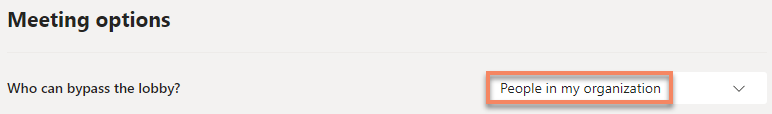 Meeting options
Who can bypass the lobby? People in my organization